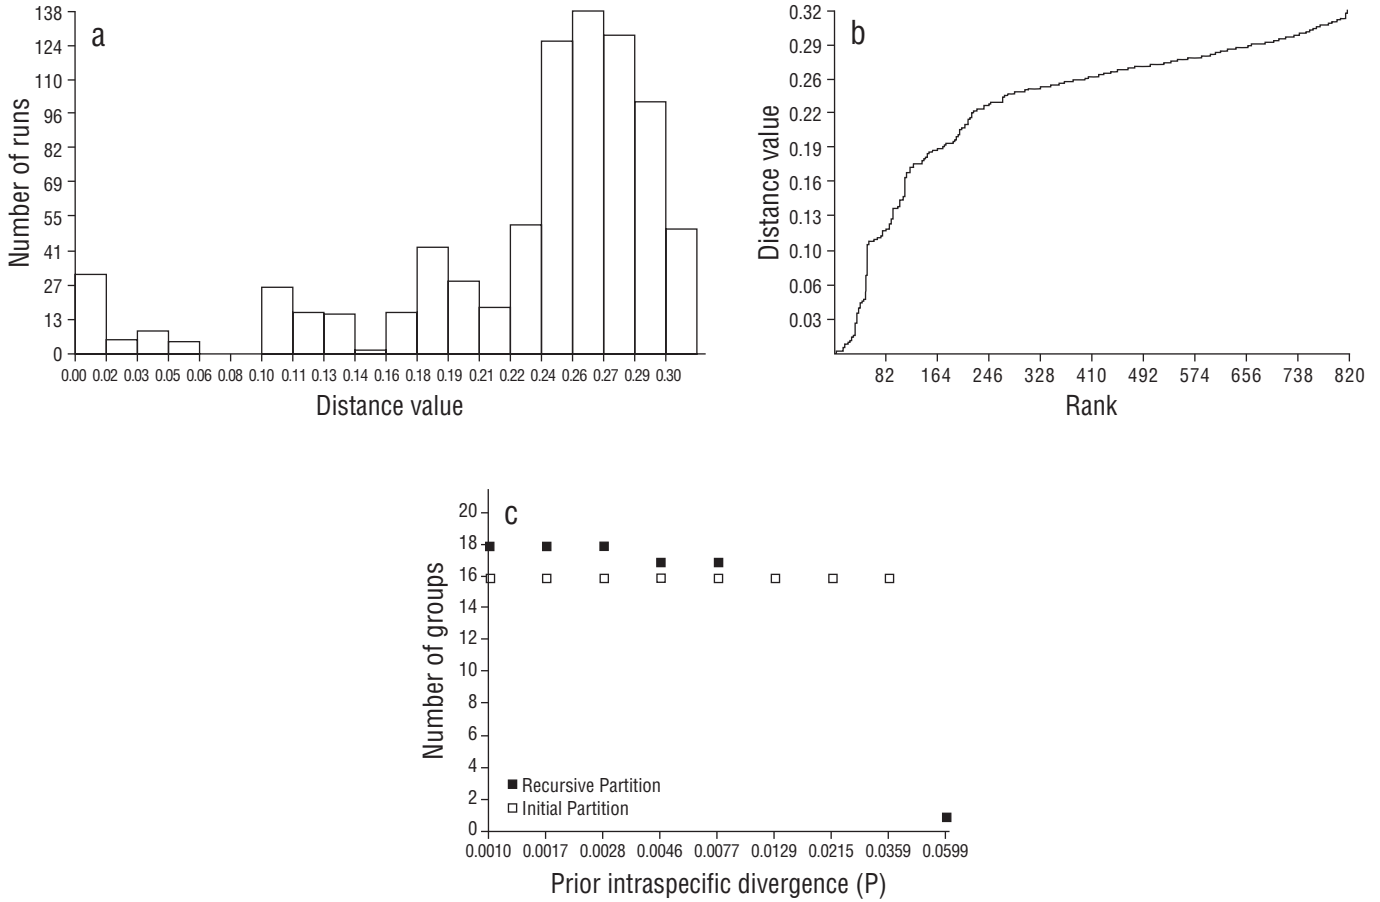 a
Number of runs
138
124
110
96
82
69
55
41
27
13
0
0.00 0.02 0.03 0.05 0.06 0.08 0.10 0.11 0.13 0.14 0.16 0.18 0.19 0.21 0.22 0.24 0.26 0.27 0.29 0.30
Distance value
b
Distance value
0.32
0.29
0.26
0.22
0.19
0.16
0.13
0.10
0.06
0.03
82 164 246 328 410 492 574 656 738 820
Rank
c
Number of groups
20
18
16
14
12
10
8
6
4
2
0
Recursive Partition
Initial Partition
0.0010 0.0017 0.0028 0.0046 0.0077 0.0129 0.0215 0.0359 0.0599
Prior intraspecific divergence (P)